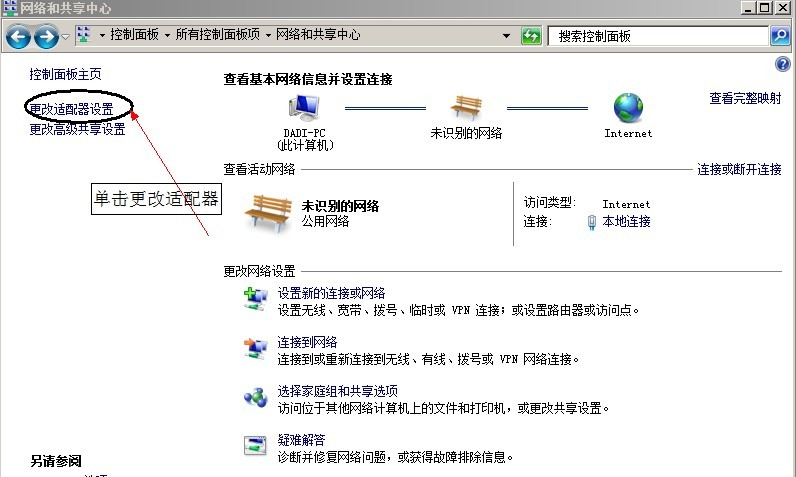 网络和共享中心
控制面板 所有控制面板项 网络和共享中心
搜索控制面板
控制面板主页
更改适配器设置
更改高级共享设置
单击更改适配器
查看基本网络信息并设置连接
查看完整映射
DADI-PC
(此计算机)
未识别的网络
Internet
查看活动网络
连接或断开连接
未识别的网络
公用网络
访问类型: Internet
连接: 本地连接
更改网络设置
设置新的连接或网络
设置无线、宽带、拨号、临时或 VPN 连接；或设置路由器或访问点。
连接到网络
连接到或重新连接到无线、有线、拨号或 VPN 网络连接。
选择家庭组和共享选项
访问位于其他网络计算机上的文件和打印机，或更改共享设置。
疑难解答
诊断并修复网络问题，或获得故障排除信息。
另请参阅